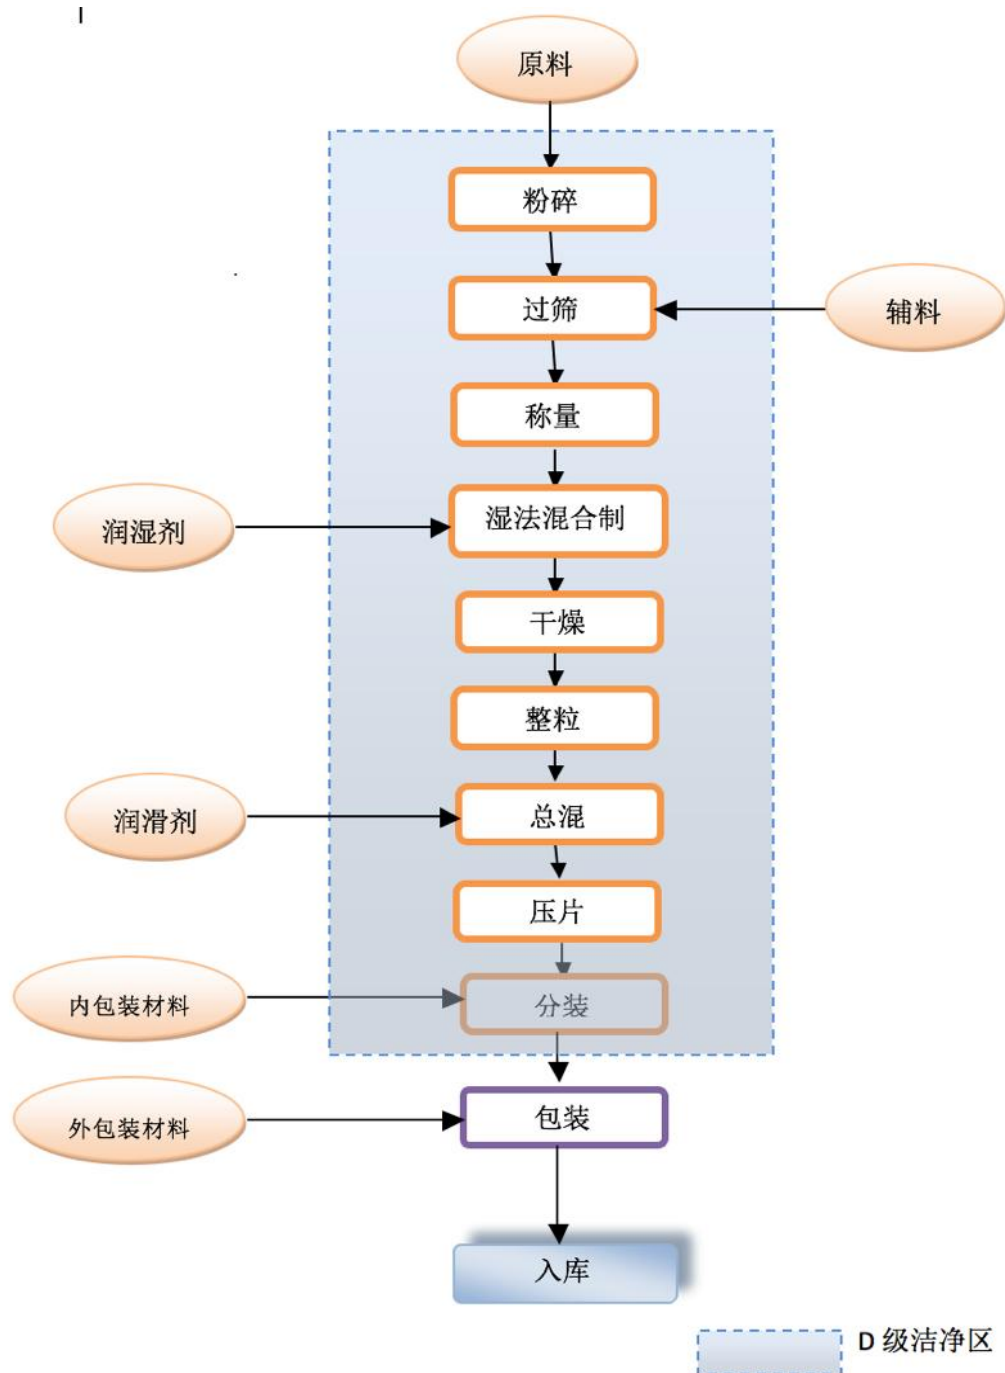 原料
粉碎
过筛
辅料
称量
湿法混合制
润湿剂
干燥
整粒
总混
润滑剂
压片
分装
内包装材料
包装
外包装材料
入库
D 级洁净区